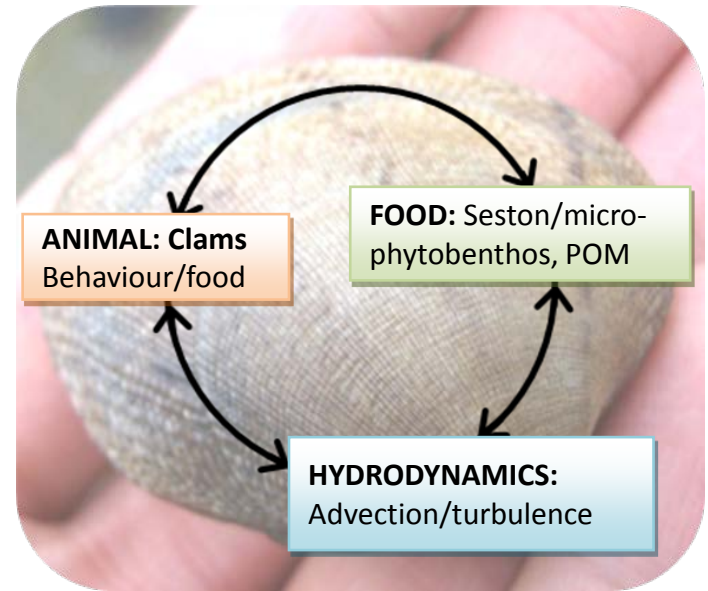 ANIMAL: Clams
Behaviour/food
FOOD: Seston/micro-
phytobenthos, POM
HYDRODYNAMICS:
Advection/turbulence